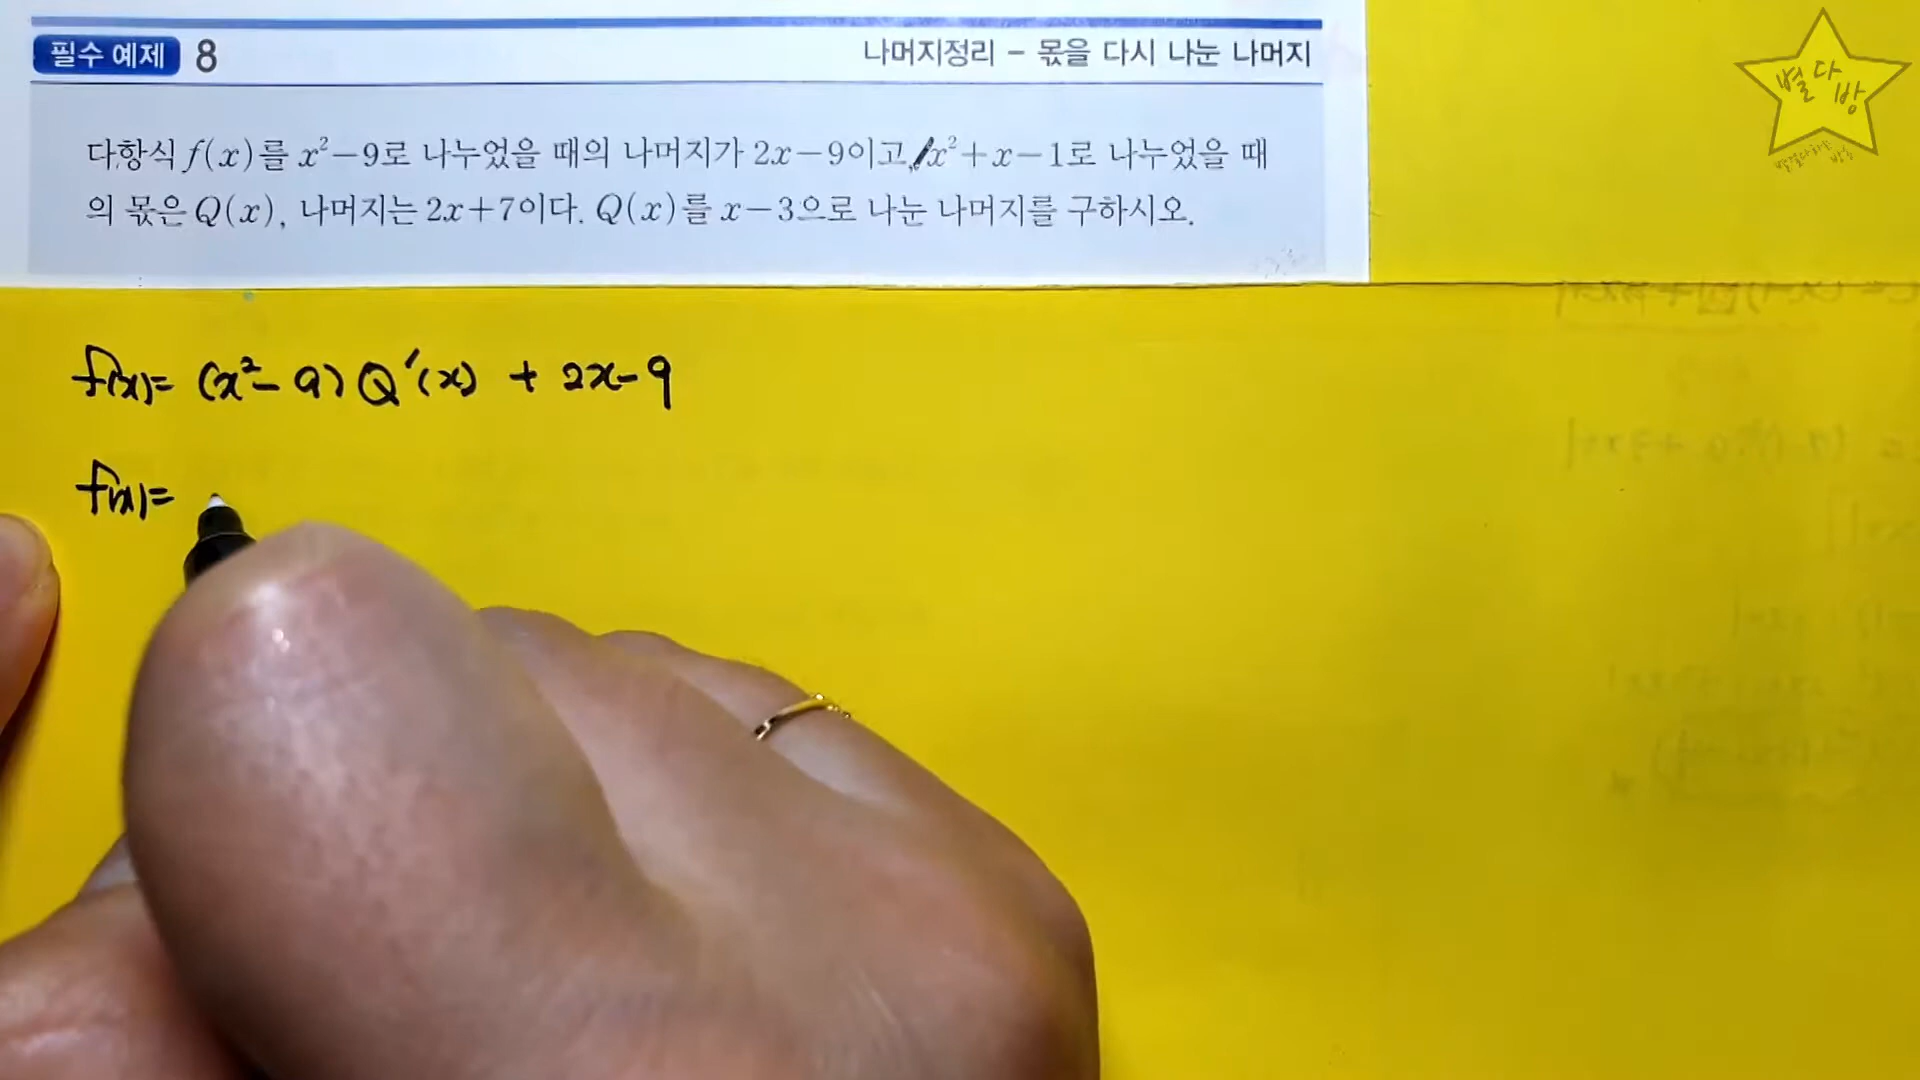 필수 예제 8
나머지정리 - 몫을 다시 나눈 나머지
다항식 f(x)를 x²-9로 나누었을 때의 나머지가 2x-9이고, x²+x-1로 나누었을 때
의 몫은 Q(x), 나머지는 2x+7이다. Q(x)를 x-3으로 나눈 나머지를 구하시오.
f(x)= (x²-9)Q'(x) + 2x-9
f(x)=
별다방